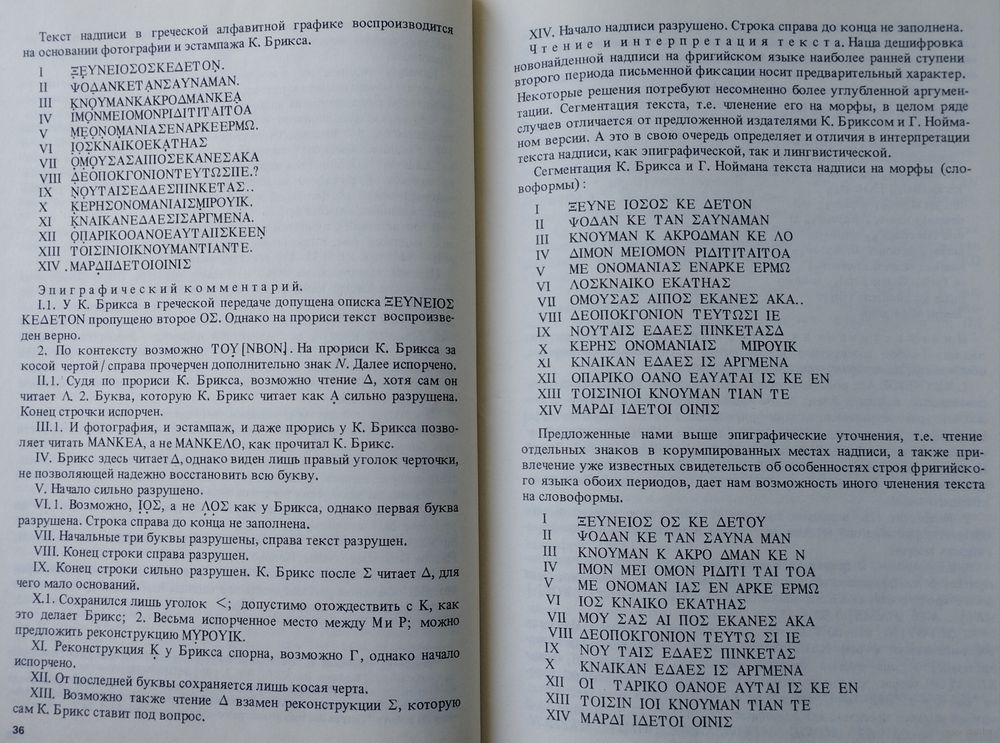 Текст надписи в греческой алфавитной графике воспроизводится
на основании фотографии и эстампажа К. Брикса.
I ΞΕΥΝΕΙΟΣΟΣΚΕΔΕΤΟΝ.
II ΨΟΔΑΝΚΕΤΑΝΣΑΥΝΑΜΑΝ.
III ΚΝΟΥΜΑΝΚΑΚΡΟΔΜΑΝΚΕΑ
IV ΙΜΟΝΜΕΙΟΜΟΝΡΙΔΙΤΙΤΑΙΤΟΑ
V ΜΕΟΝΟΜΑΝΙΑΣΕΝΑΡΚΕΕΡΜΩ.
VI ΙΟΣΚΝΑΙΚΟΕΚΑΤΗΑΣ
VII ΟΜΟΥΣΑΣΑΙΠΟΣΕΚΑΝΕΣΑΚΑ
VIII ΔΕΟΠΟΚΓΟΝΙΟΝΤΕΥΤΩΣΙΙΕ.?
IX ΝΟΥΤΑΙΣΕΔΑΕΣΠΙΝΚΕΤΑΣ..
X ΚΕΡΗΣΟΝΟΜΑΝΙΑΙΣΜΙΡΟΥΙΚ.
XI ΚΝΑΙΚΑΝΕΔΑΕΣΙΣΑΡΓΜΕΝΑ.
XII ΟΠΑΡΙΚΟΟΑΝΟΕΑΥΤΑΙΙΣΚΕΕΝ
XIII ΤΟΙΣΙΝΙΟΙΚΝΟΥΜΑΝΤΙΑΝΤΕ.
XIV .ΜΑΡΔΙΙΔΕΤΟΙΟΙΝΙΣ
Эпиграфический комментарий.
I.1. У К. Брикса в греческой передаче допущена описка ΞΕΥΝΕΙΟΣ
ΚΕΔΕΤΟΝ пропущено второе ΟΣ. Однако на прориси текст воспроизве-
ден верно.
2. По контексту возможно ΤΟΥ [ΝΒΟΝ]. На прориси К. Брикса за
косой чертой/справа прочерчен дополнительно знак N. Далее испорчено.
II.1. Судя по прориси К. Брикса, возможно чтение Δ, хотя сам он
читает Λ. 2. Буква, которую К. Брикс читает как Ạ сильно разрушена.
Конец строчки испорчен.
III.1. И фотография, и эстампаж, и даже прорись у К. Брикса позво-
ляет читать ΜΑΝΚΕΑ, а не ΜΑΝΚΕΛΟ, как прочитал К. Брикс.
IV. Брикс здесь читает Δ, однако виден лишь правый уголок черточки,
не позволяющей надежно восстановить всю букву.
V. Начало сильно разрушено.
VI.1. Возможно, ΙΟΣ, а не ΛΟΣ как у Брикса, однако первая буква
разрушена. Строка справа до конца не заполнена.
VII. Начальные три буквы разрушены, справа текст разрушен.
VIII. Конец строки справа разрушен.
IX. Конец строки сильно разрушен. К. Брикс после Σ читает Δ, для
чего мало оснований.
X.1. Сохранился лишь уголок <; допустимо отождествить с К, как
это делает Брикс; 2. Весьма испорченное место между М и Р; можно
предложить реконструкцию ΜΥΡΟΥΙΚ.
XI. Реконструкция Ḳ у Брикса спорна, возможно Γ, однако начало
испорчено.
XII. От последней буквы сохраняется лишь косая черта.
XIII. Возможно также чтение Δ взамен реконструкции Σ, которую
сам К. Брикс ставит под вопрос.
36
XIV. Начало надписи разрушено. Строка справа до конца не заполнена.
Чтение и интерпретация текста. Наша дешифровка
новонайденной надписи на фригийском языке наиболее ранней ступени
второго периода письменной фиксации носит предварительный характер.
Некоторые решения потребуют несомненно более углубленной аргумен-
тации. Сегментация текста, т.е. членение его на морфы, в целом ряде
случаев отличается от предложенной издателями К. Бриксом и Г. Нойма-
ном версии. А это в свою очередь определяет и отличия в интерпретации
текста надписи, как эпиграфической, так и лингвистической.
Сегментация К. Брикса и Г. Ноймана текста надписи на морфы (сло-
воформы) :
I ΞΕΥΝΕ ΙΟΣΟΣ ΚΕ ΔΕΤΟΝ
II ΨΟΔΑΝ ΚΕ ΤΑΝ ΣΑΥΝΑΜΑΝ
III ΚΝΟΥΜΑΝ Κ ΑΚΡΟΔΜΑΝ ΚΕ ΛΟ
IV ΔΙΜΟΝ ΜΕΙΟΜΟΝ ΡΙΔΙΤΙΤΑΙΤΟΑ
V ΜΕ ΟΝΟΜΑΝΙΑΣ ΕΝΑΡΚΕ ΕΡΜΩ
VI ΛΟΣΚΝΑΙΚΟ ΕΚΑΤΗΑΣ
VII ΟΜΟΥΣΑΣ ΑΙΠΟΣ ΕΚΑΝΕΣ ΑΚΑ..
VIII ΔΕΟΠΟΚΓΟΝΙΟΝ ΤΕΥΤΩΣΙ ΙΕ
IX ΝΟΥΤΑΙΣ ΕΔΑΕΣ ΠΙΝΚΕΤΑΣΔ
X ΚΕΡΗΣ ΟΝΟΜΑΝΙΑΙΣ ΜΙΡΟΥΙΚ
XI ΚΝΑΙΚΑΝ ΕΔΑΕΣ ΙΣ ΑΡΓΜΕΝΑ
XII ΟΠΑΡΙΚΟ ΟΑΝΟ ΕΑΥΑΤΑΙ ΙΣ ΚΕ ΕΝ
XIII ΤΟΙΣΙΝΙΟΙ ΚΝΟΥΜΑΝ ΤΙΑΝ ΤΕ
XIV ΜΑΡΔΙ ΙΔΕΤΟΙ ΟΙΝΙΣ
Предложенные нами выше эпиграфические уточнения, т.е. чтение
отдельных знаков в корумпированных местах надписи, а также при-
влечение уже известных свидетельств об особенностях строя фригийско-
го языка обоих периодов, дает нам возможность иного членения текста
на словоформы.
I ΞΕΥΝΕΙΟΣ ΟΣ ΚΕ ΔΕΤΟΥ
II ΨΟΔΑΝ ΚΕ ΤΑΝ ΣΑΥΝΑ ΜΑΝ
III ΚΝΟΥΜΑΝ Κ ΑΚΡΟ ΔΜΑΝ ΚΕ Ν
IV ΙΜΟΝ ΜΕΙ ΟΜΟΝ ΡΙΔΙΤΙ ΤΑΙ ΤΟΑ
V ΜΕ ΟΝΟΜΑΝ ΙΑΣ ΕΝ ΑΡΚΕ ΕΡΜΩ
VI ΙΟΣ ΚΝΑΙΚΟ ΕΚΑΤΗΑΣ
VII ΜΟΥ ΣΑΣ ΑΙ ΠΟΣ ΕΚΑΝΕΣ ΑΚΑ
VIII ΔΕΟΠΟΚΓΟΝΙΟΝ ΤΕΥΤΩ ΣΙ ΙΕ
IX ΝΟΥ ΤΑΙΣ ΕΔΑΕΣ ΠΙΝΚΕΤΑΣ
X ΚΝΑΙΚΑΝ ΕΔΑΕΣ ΙΣ ΑΡΓΜΕΝΑ
XII ΟΙ ΤΑΡΙΚΟ ΟΑΝΟΕ ΑΥΤΑΙ ΙΣ ΚΕ ΕΝ
XIII ΤΟΙΣΙΝ ΙΟΙ ΚΝΟΥΜΑΝ ΤΙΑΝ ΤΕ
XIV ΜΑΡΔΙ ΙΔΕΤΟΙ ΟΙΝΙΣ